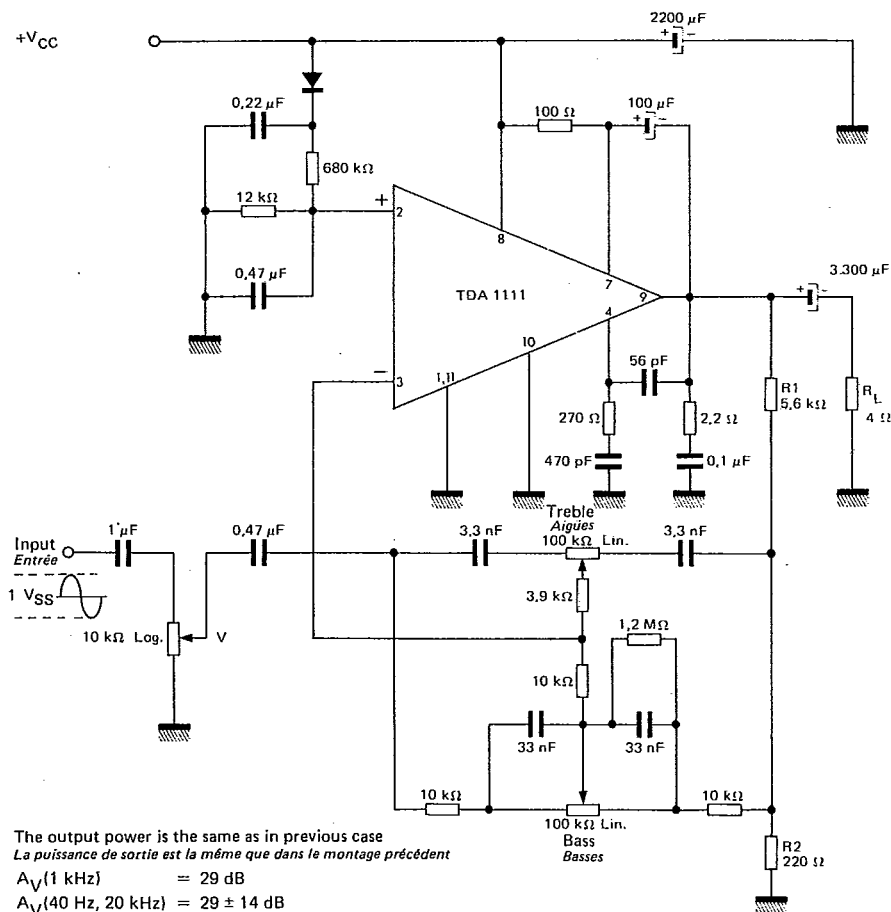 2200 µF
+VCC
+ -
0,22 µF
100 Ω
100 µF
+ -
680 kΩ
12 kΩ
+
2
8
0,47 µF
7
3.300 µF
TDA 1111
9
+ -
4
10
56 pF
-
3
1,11
R1
5,6 kΩ
RL
4 Ω
270 Ω
2,2 Ω
470 pF
0,1 µF
Treble
Aigües
1 µF
0,47 µF
3,3 nF
100 kΩ Lin.
3,3 nF
Input
Entrée
1 VSS
3,9 kΩ
10 kΩ Log.
V
1,2 MΩ
10 kΩ
33 nF
33 nF
10 kΩ
10 kΩ
100 kΩ Lin.
Bass
Basses
R2
220 Ω
The output power is the same as in previous case
La puissance de sortie est la même que dans le montage précédent
AV(1 kHz) = 29 dB
AV(40 Hz, 20 kHz) = 29 ± 14 dB